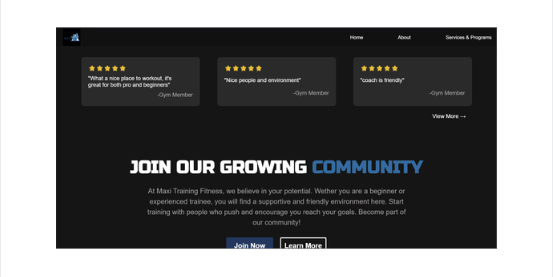 Home About Services & Programs
"What a nice place to workout, it's
great for both pro and beginners"
-Gym Member
"Nice people and environment"
-Gym Member
"coach is friendly"
-Gym Member
View More →
JOIN OUR GROWING COMMUNITY
At Maxi Training Fitness, we believe in your potential. Wether you are a beginner or
experienced trainee, you will find a supportive and friendly environment here. Start
training with people who push and encourage you reach your goals. Become part of
our community!
Join Now Learn More